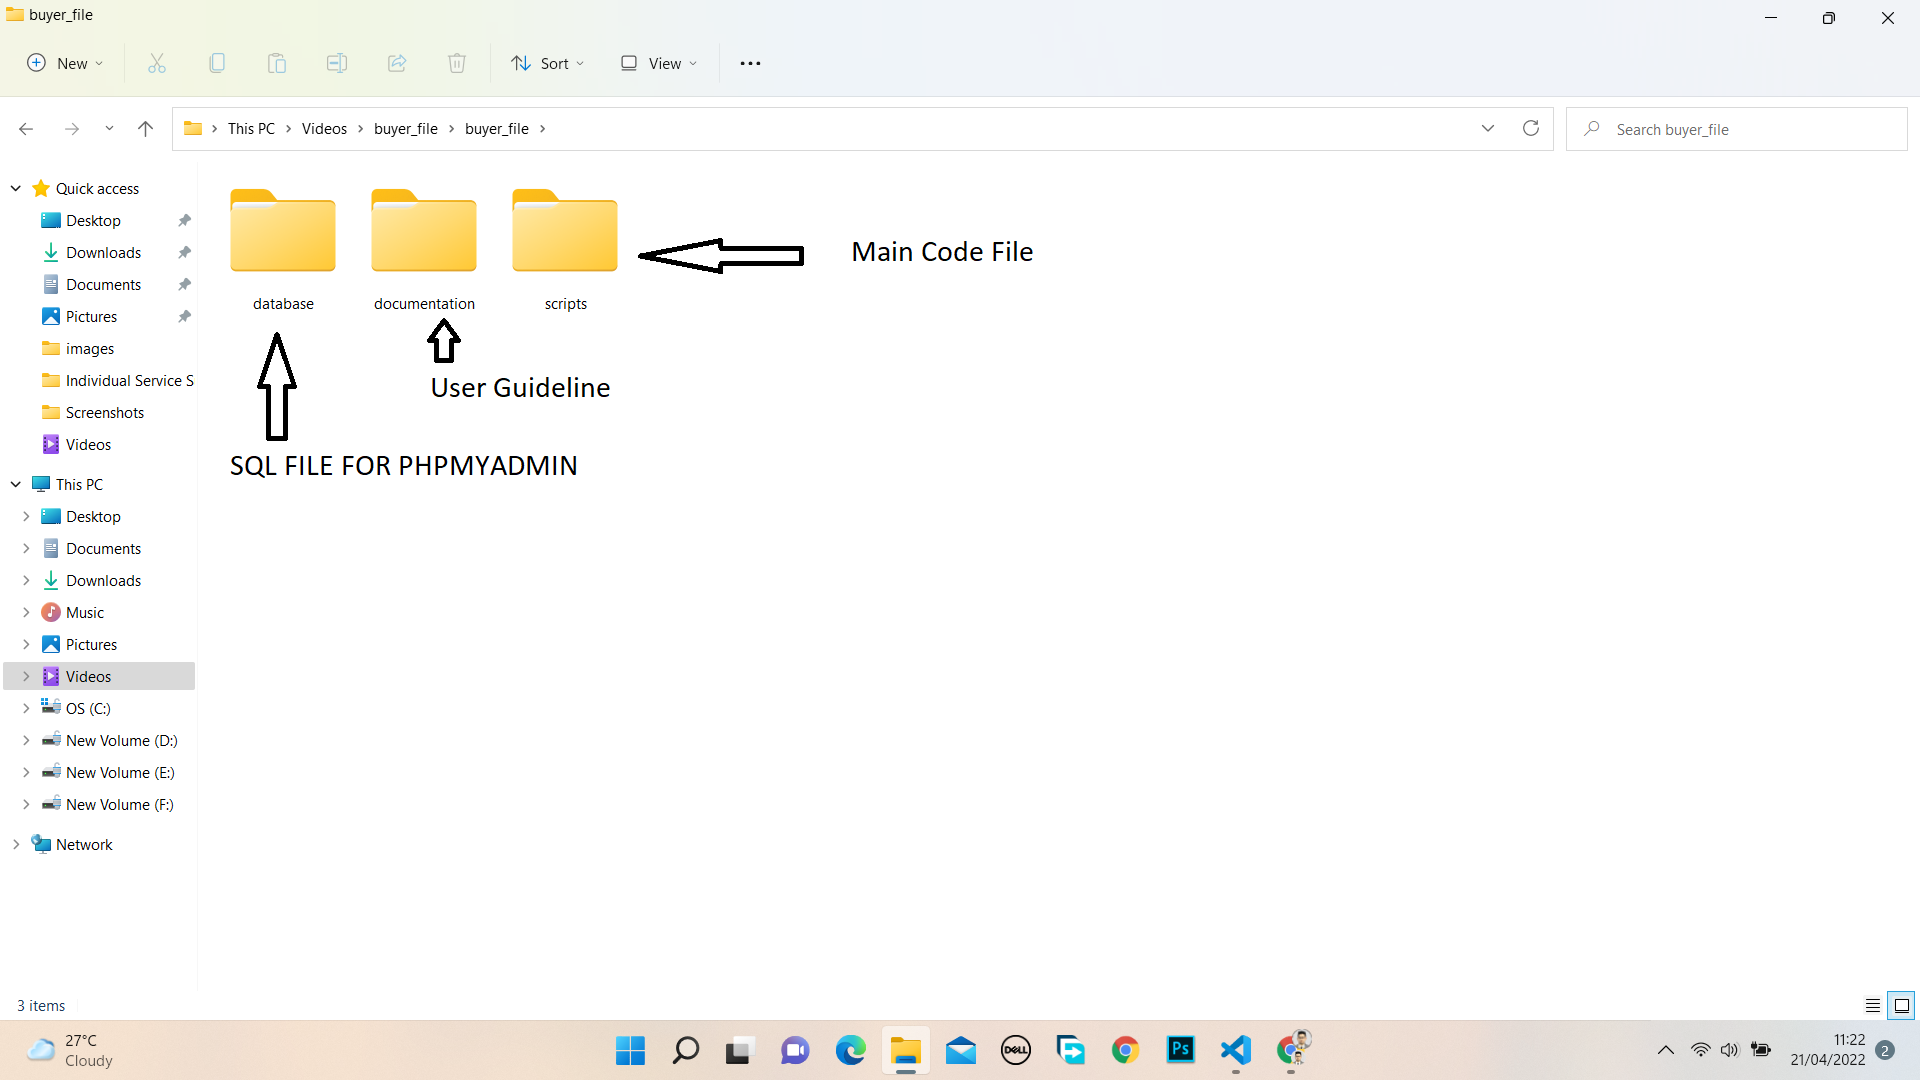 buyer_file
New
Sort
View
This PC
Videos
buyer_file
buyer_file
Search buyer_file
Quick access
Desktop
Downloads
Documents
Pictures
images
Individual Service S
Screenshots
Videos
This PC
Desktop
Documents
Downloads
Music
Pictures
Videos
OS (C:)
New Volume (D:)
New Volume (E:)
New Volume (F:)
Network
database
documentation
scripts
Main Code File
User Guideline
SQL FILE FOR PHPMYADMIN
3 items
27°C
Cloudy
DELL
Ps
11:22
21/04/2022
2